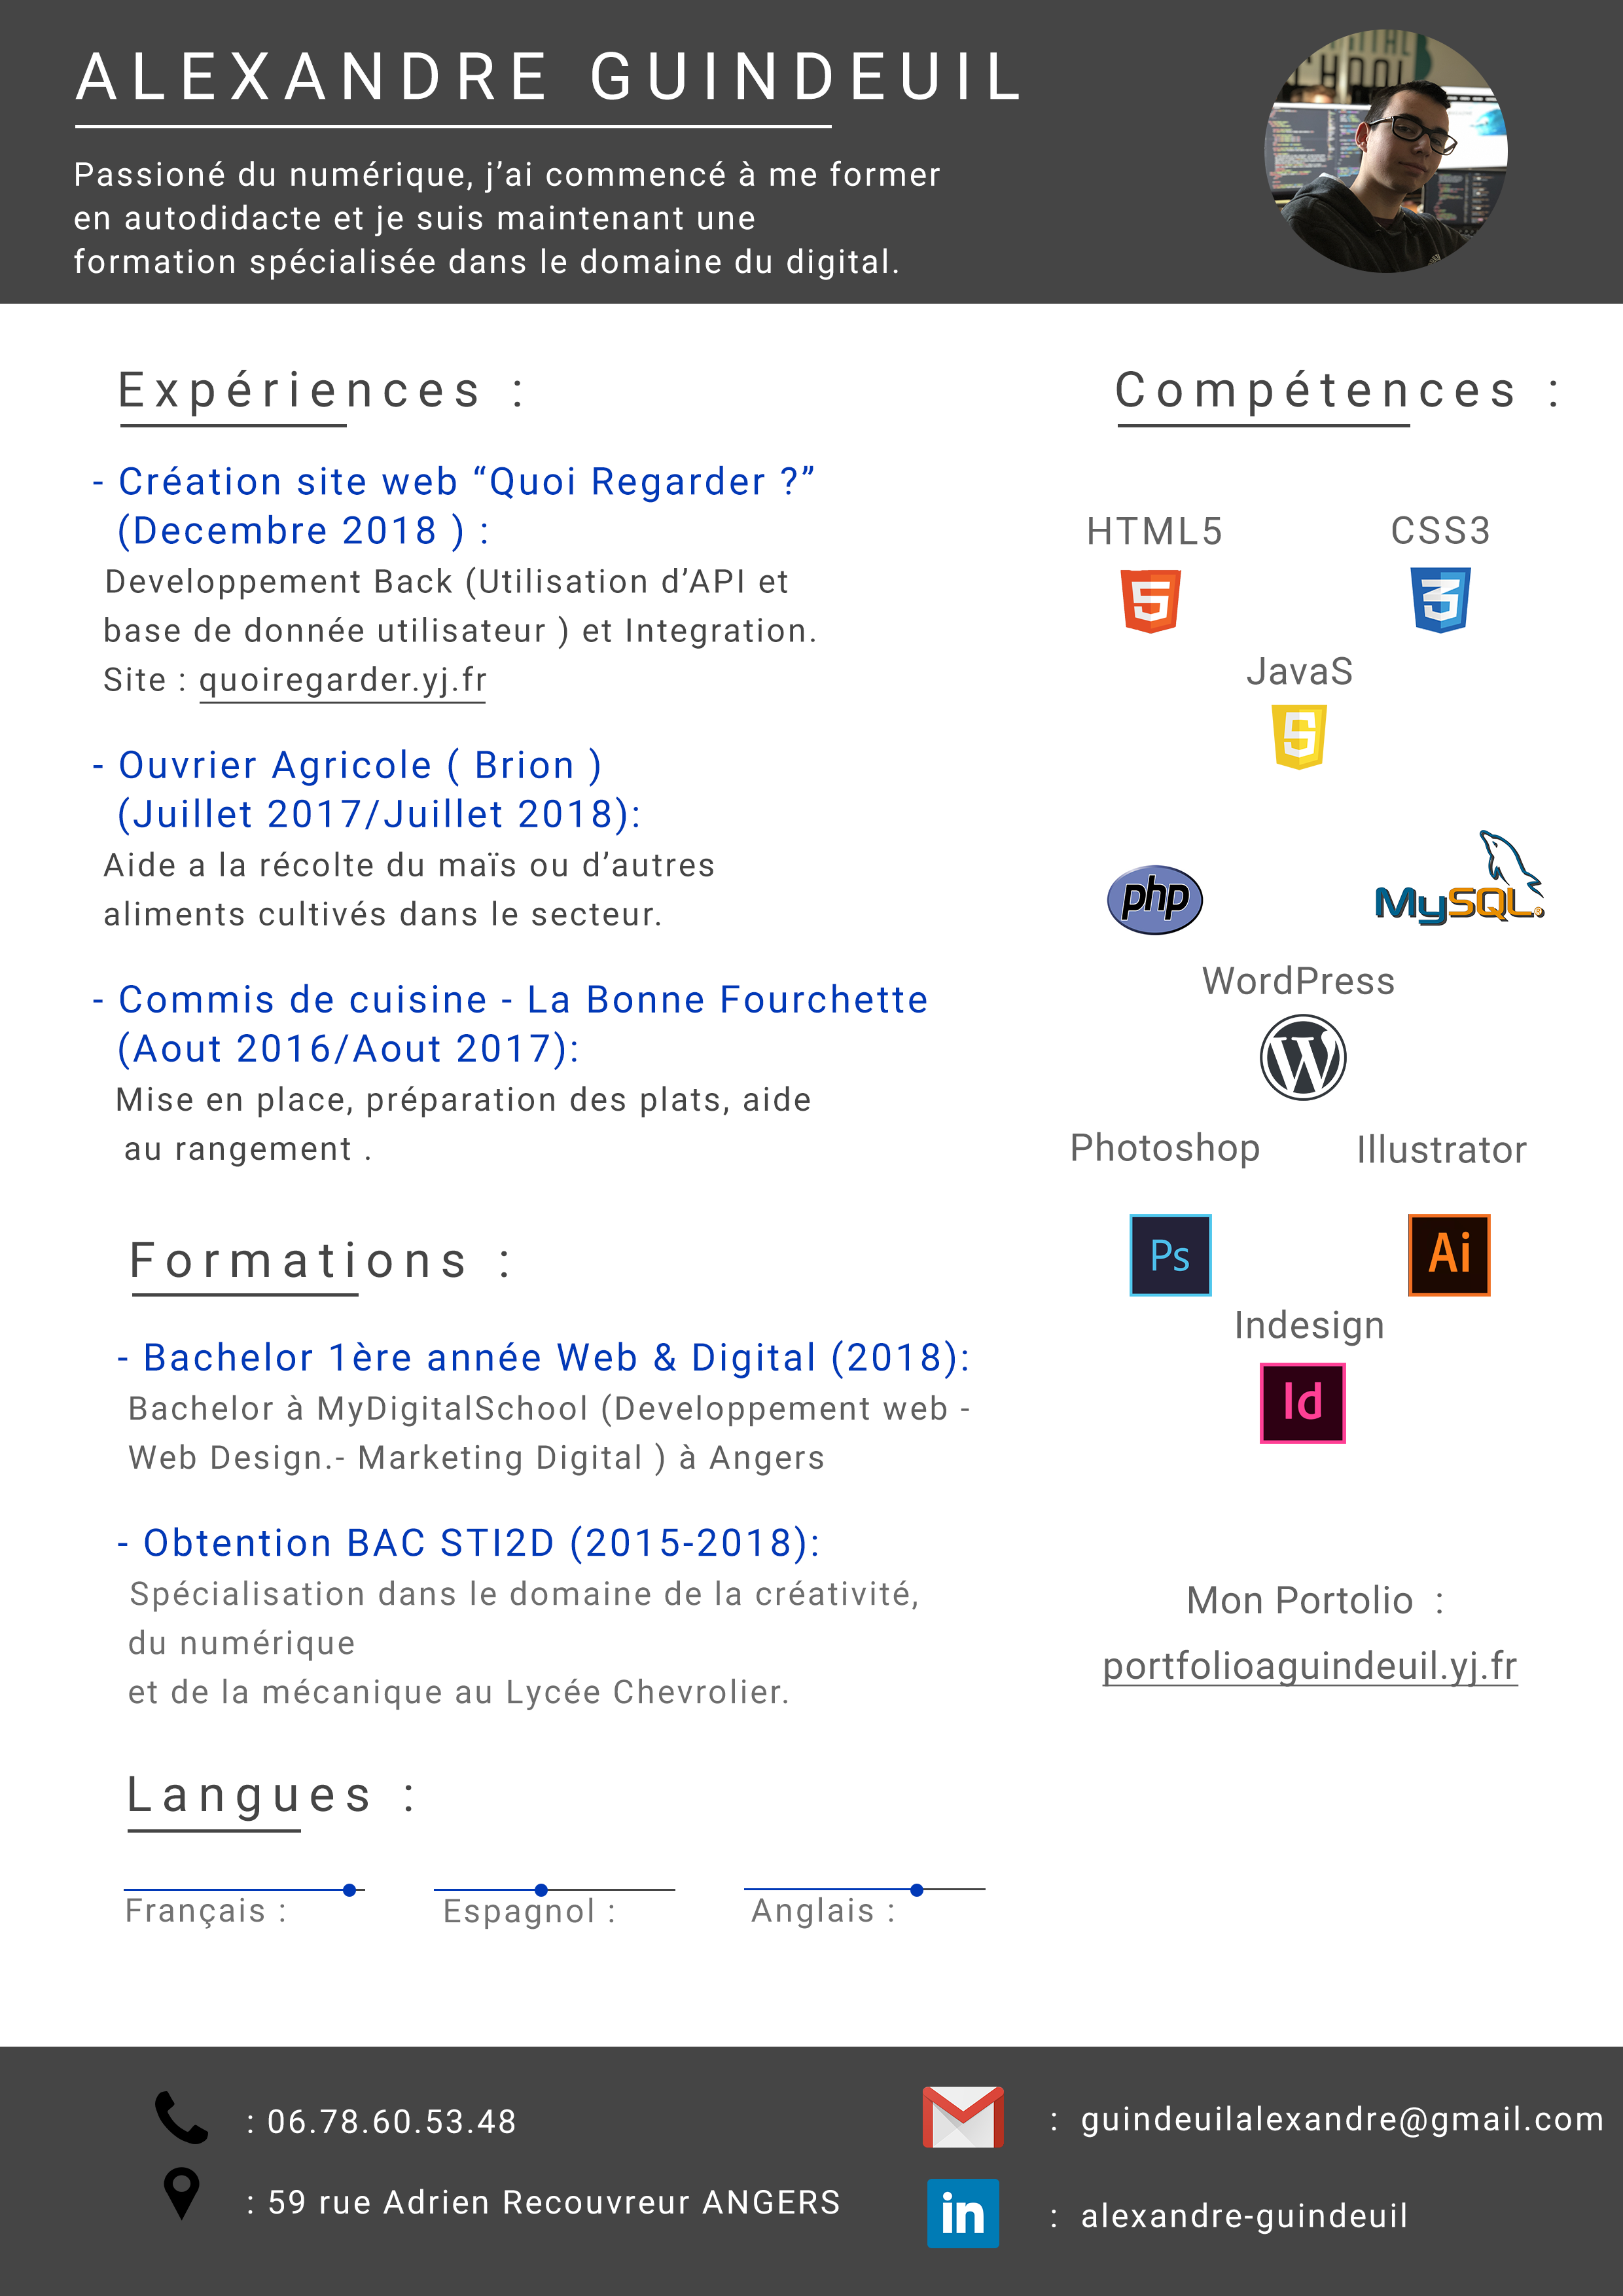 ALEXANDRE GUINDEUIL
Passioné du numérique, j’ai commencé à me former
en autodidacte et je suis maintenant une
formation spécialisée dans le domaine du digital.
Expériences :
- Création site web “Quoi Regarder ?”
(Decembre 2018 ) :
Developpement Back (Utilisation d’API et
base de donnée utilisateur ) et Integration.
Site : quoiregarder.yj.fr
- Ouvrier Agricole ( Brion )
(Juillet 2017/Juillet 2018):
Aide a la récolte du maïs ou d’autres
aliments cultivés dans le secteur.
- Commis de cuisine - La Bonne Fourchette
(Aout 2016/Aout 2017):
Mise en place, préparation des plats, aide
au rangement .
Formations :
- Bachelor 1ère année Web & Digital (2018):
Bachelor à MyDigitalSchool (Developpement web -
Web Design.- Marketing Digital ) à Angers
- Obtention BAC STI2D (2015-2018):
Spécialisation dans le domaine de la créativité,
du numérique
et de la mécanique au Lycée Chevrolier.
Langues :
Français :
Espagnol :
Anglais :
Compétences :
HTML5
CSS3
5
3
JavaS
5
php
MySQL
WordPress
W
Photoshop
Illustrator
Ps
Ai
Indesign
Id
Mon Portolio :
portfolioaguindeuil.yj.fr
: 06.78.60.53.48
: 59 rue Adrien Recouvreur ANGERS
: guindeuilalexandre@gmail.com
in
: alexandre-guindeuil